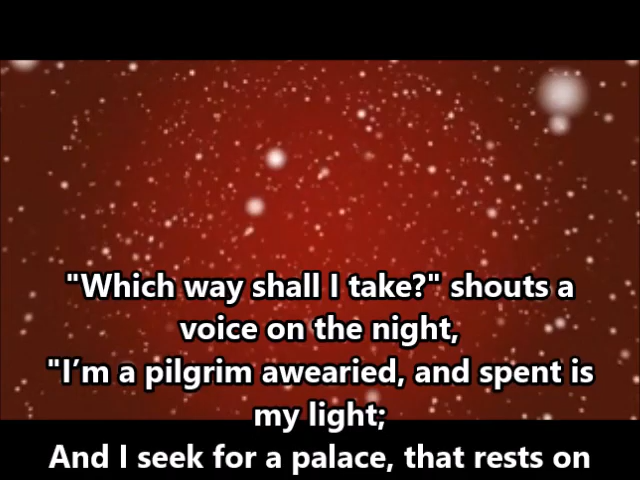 "Which way shall I take?" shouts a
voice on the night,
"I’m a pilgrim awearied, and spent is
my light;
And I seek for a palace, that rests on